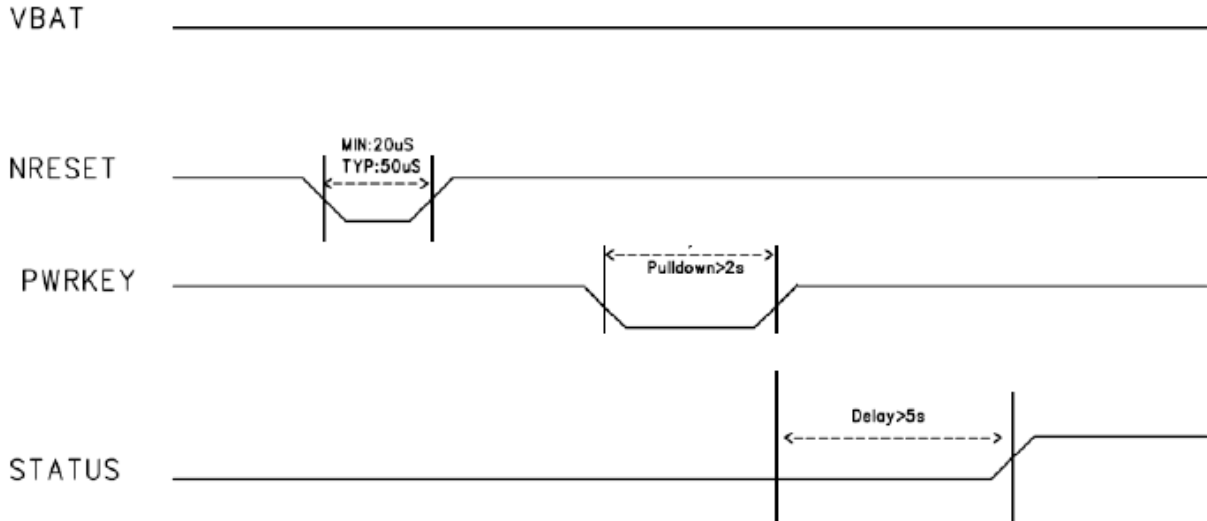 VBAT
MIN:20uS
NRESET
TYP:50uS
Pulldown>2s
PWRKEY
Delay>5s
STATUS